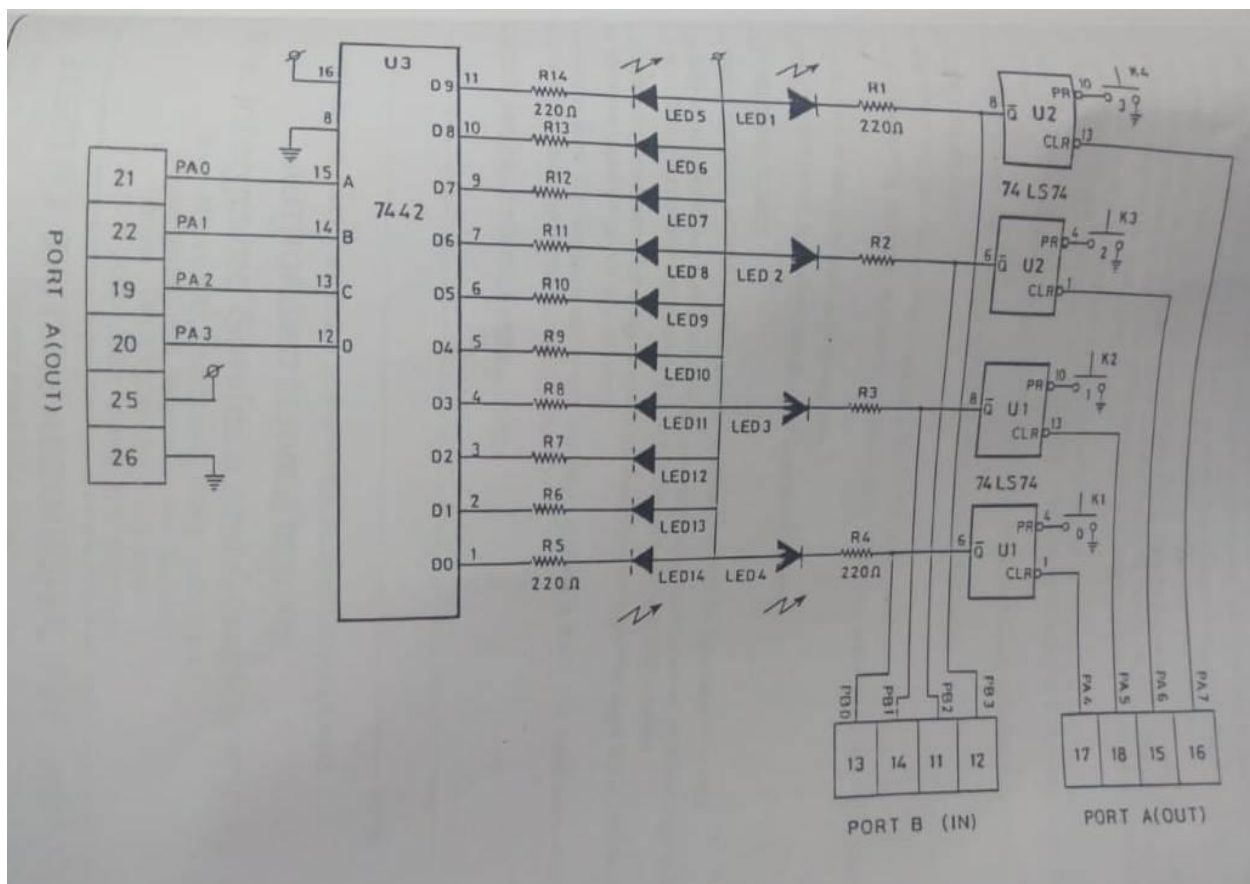 U3
7442
16
8
15 A
14 B
13 C
12 D
PORT A(OUT)
21 PA0
22 PA1
19 PA2
20 PA3
25
26
D9 11 R14 220Ω LED5
D8 10 R13 LED6
D7 9 R12 LED7
D6 7 R11 LED8
D5 6 R10 LED9
D4 5 R9 LED10
D3 4 R8 LED11
D2 3 R7 LED12
D1 2 R6 LED13
D0 1 R5 220Ω LED14
LED1 R1 220Ω 8 Q̅ U2 PR 10 3 K4
CLR 13
74LS74
LED2 R2 6 Q̅ U2 PR 4 2 K3
CLR 1
LED3 R3 8 Q̅ U1 PR 10 1 K2
CLR 13
74LS74
LED4 R4 220Ω 6 Q̅ U1 PR 4 0 K1
CLR 1
PB0 PB1 PB2 PB3
13 14 11 12
PORT B (IN)
PA4 PA5 PA6 PA7
17 18 15 16
PORT A(OUT)